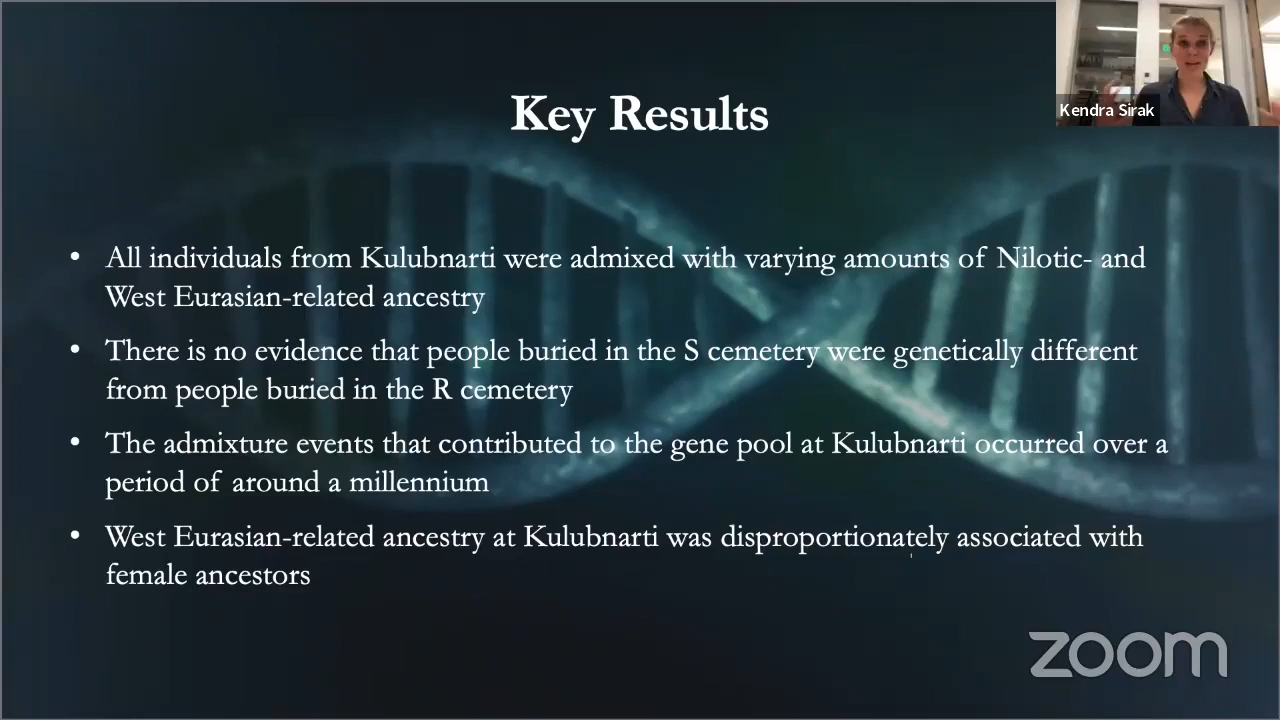 Key Results
Kendra Sirak
• All individuals from Kulubnarti were admixed with varying amounts of Nilotic- and
West Eurasian-related ancestry
• There is no evidence that people buried in the S cemetery were genetically different
from people buried in the R cemetery
• The admixture events that contributed to the gene pool at Kulubnarti occurred over a
period of around a millennium
• West Eurasian-related ancestry at Kulubnarti was disproportionately associated with
female ancestors
zoom